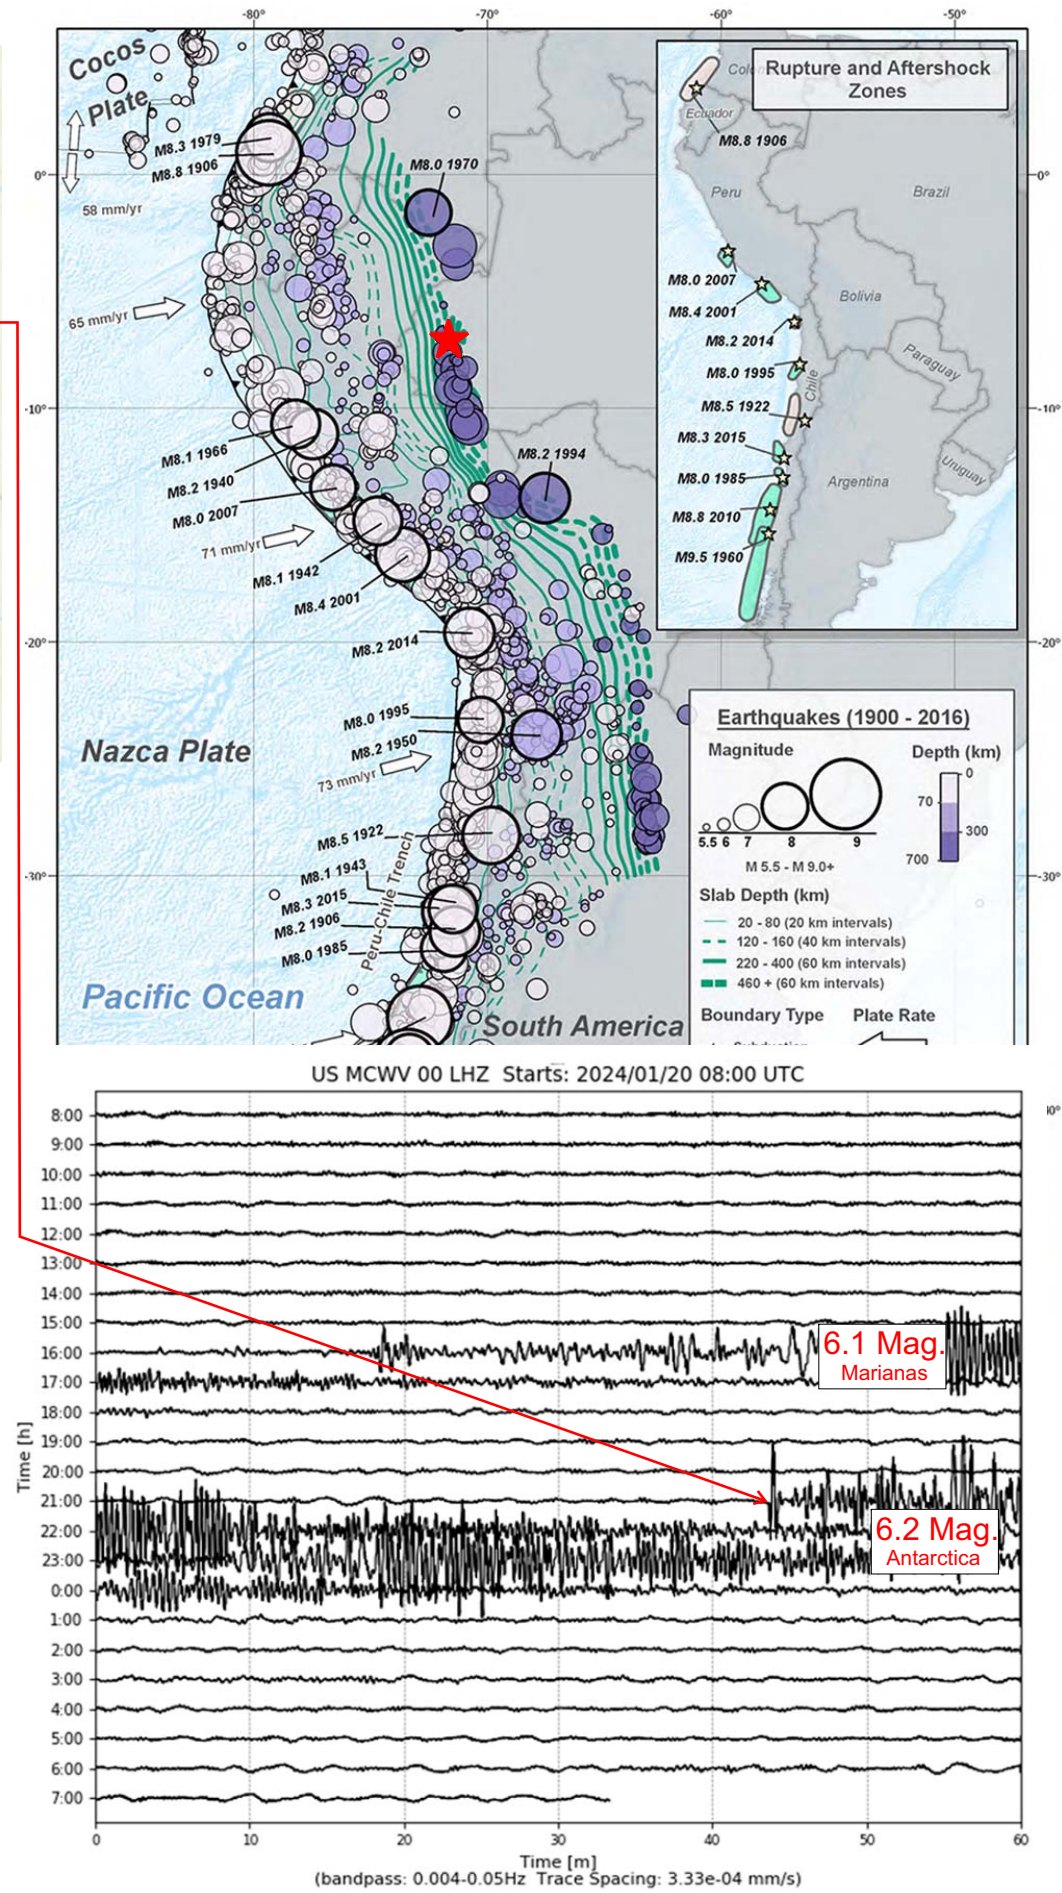 -80°
-70°
-60°
-50°
Cocos
Plate
M8.3 1979
M8.8 1906
58 mm/yr
M8.0 1970
0°
65 mm/yr
-10°
M8.1 1966
M8.2 1940
M8.0 2007
71 mm/yr
M8.1 1942
M8.4 2001
M8.2 1994
M8.2 2014
-20°
M8.0 1995
M8.2 1950
73 mm/yr
Nazca Plate
M8.5 1922
M8.1 1943
M8.3 2015
M8.2 1906
M8.0 1985
Peru-Chile Trench
-30°
Pacific Ocean
South America
Rupture and Aftershock
Zones
Ecuador
M8.8 1906
Peru
Brazil
M8.0 2007
M8.4 2001
Bolivia
M8.2 2014
M8.0 1995
Paraguay
Chile
M8.5 1922
M8.3 2015
M8.0 1985
Argentina
Uruguay
M8.8 2010
M9.5 1960
0°
-10°
-20°
-30°
Earthquakes (1900 - 2016)
Magnitude
Depth (km)
0
70
300
700
5.5 6 7 8 9
M 5.5 - M 9.0+
Slab Depth (km)
20 - 80 (20 km intervals)
120 - 160 (40 km intervals)
220 - 400 (60 km intervals)
460 + (60 km intervals)
Boundary Type
Plate Rate
US MCWV 00 LHZ Starts: 2024/01/20 08:00 UTC
8:00
9:00
10:00
11:00
12:00
13:00
14:00
15:00
16:00
17:00
18:00
19:00
20:00
21:00
22:00
23:00
0:00
1:00
2:00
3:00
4:00
5:00
6:00
7:00
Time [h]
6.1 Mag.
Marianas
6.2 Mag.
Antarctica
0 10 20 30 40 50 60
Time [m]
(bandpass: 0.004-0.05Hz Trace Spacing: 3.33e-04 mm/s)